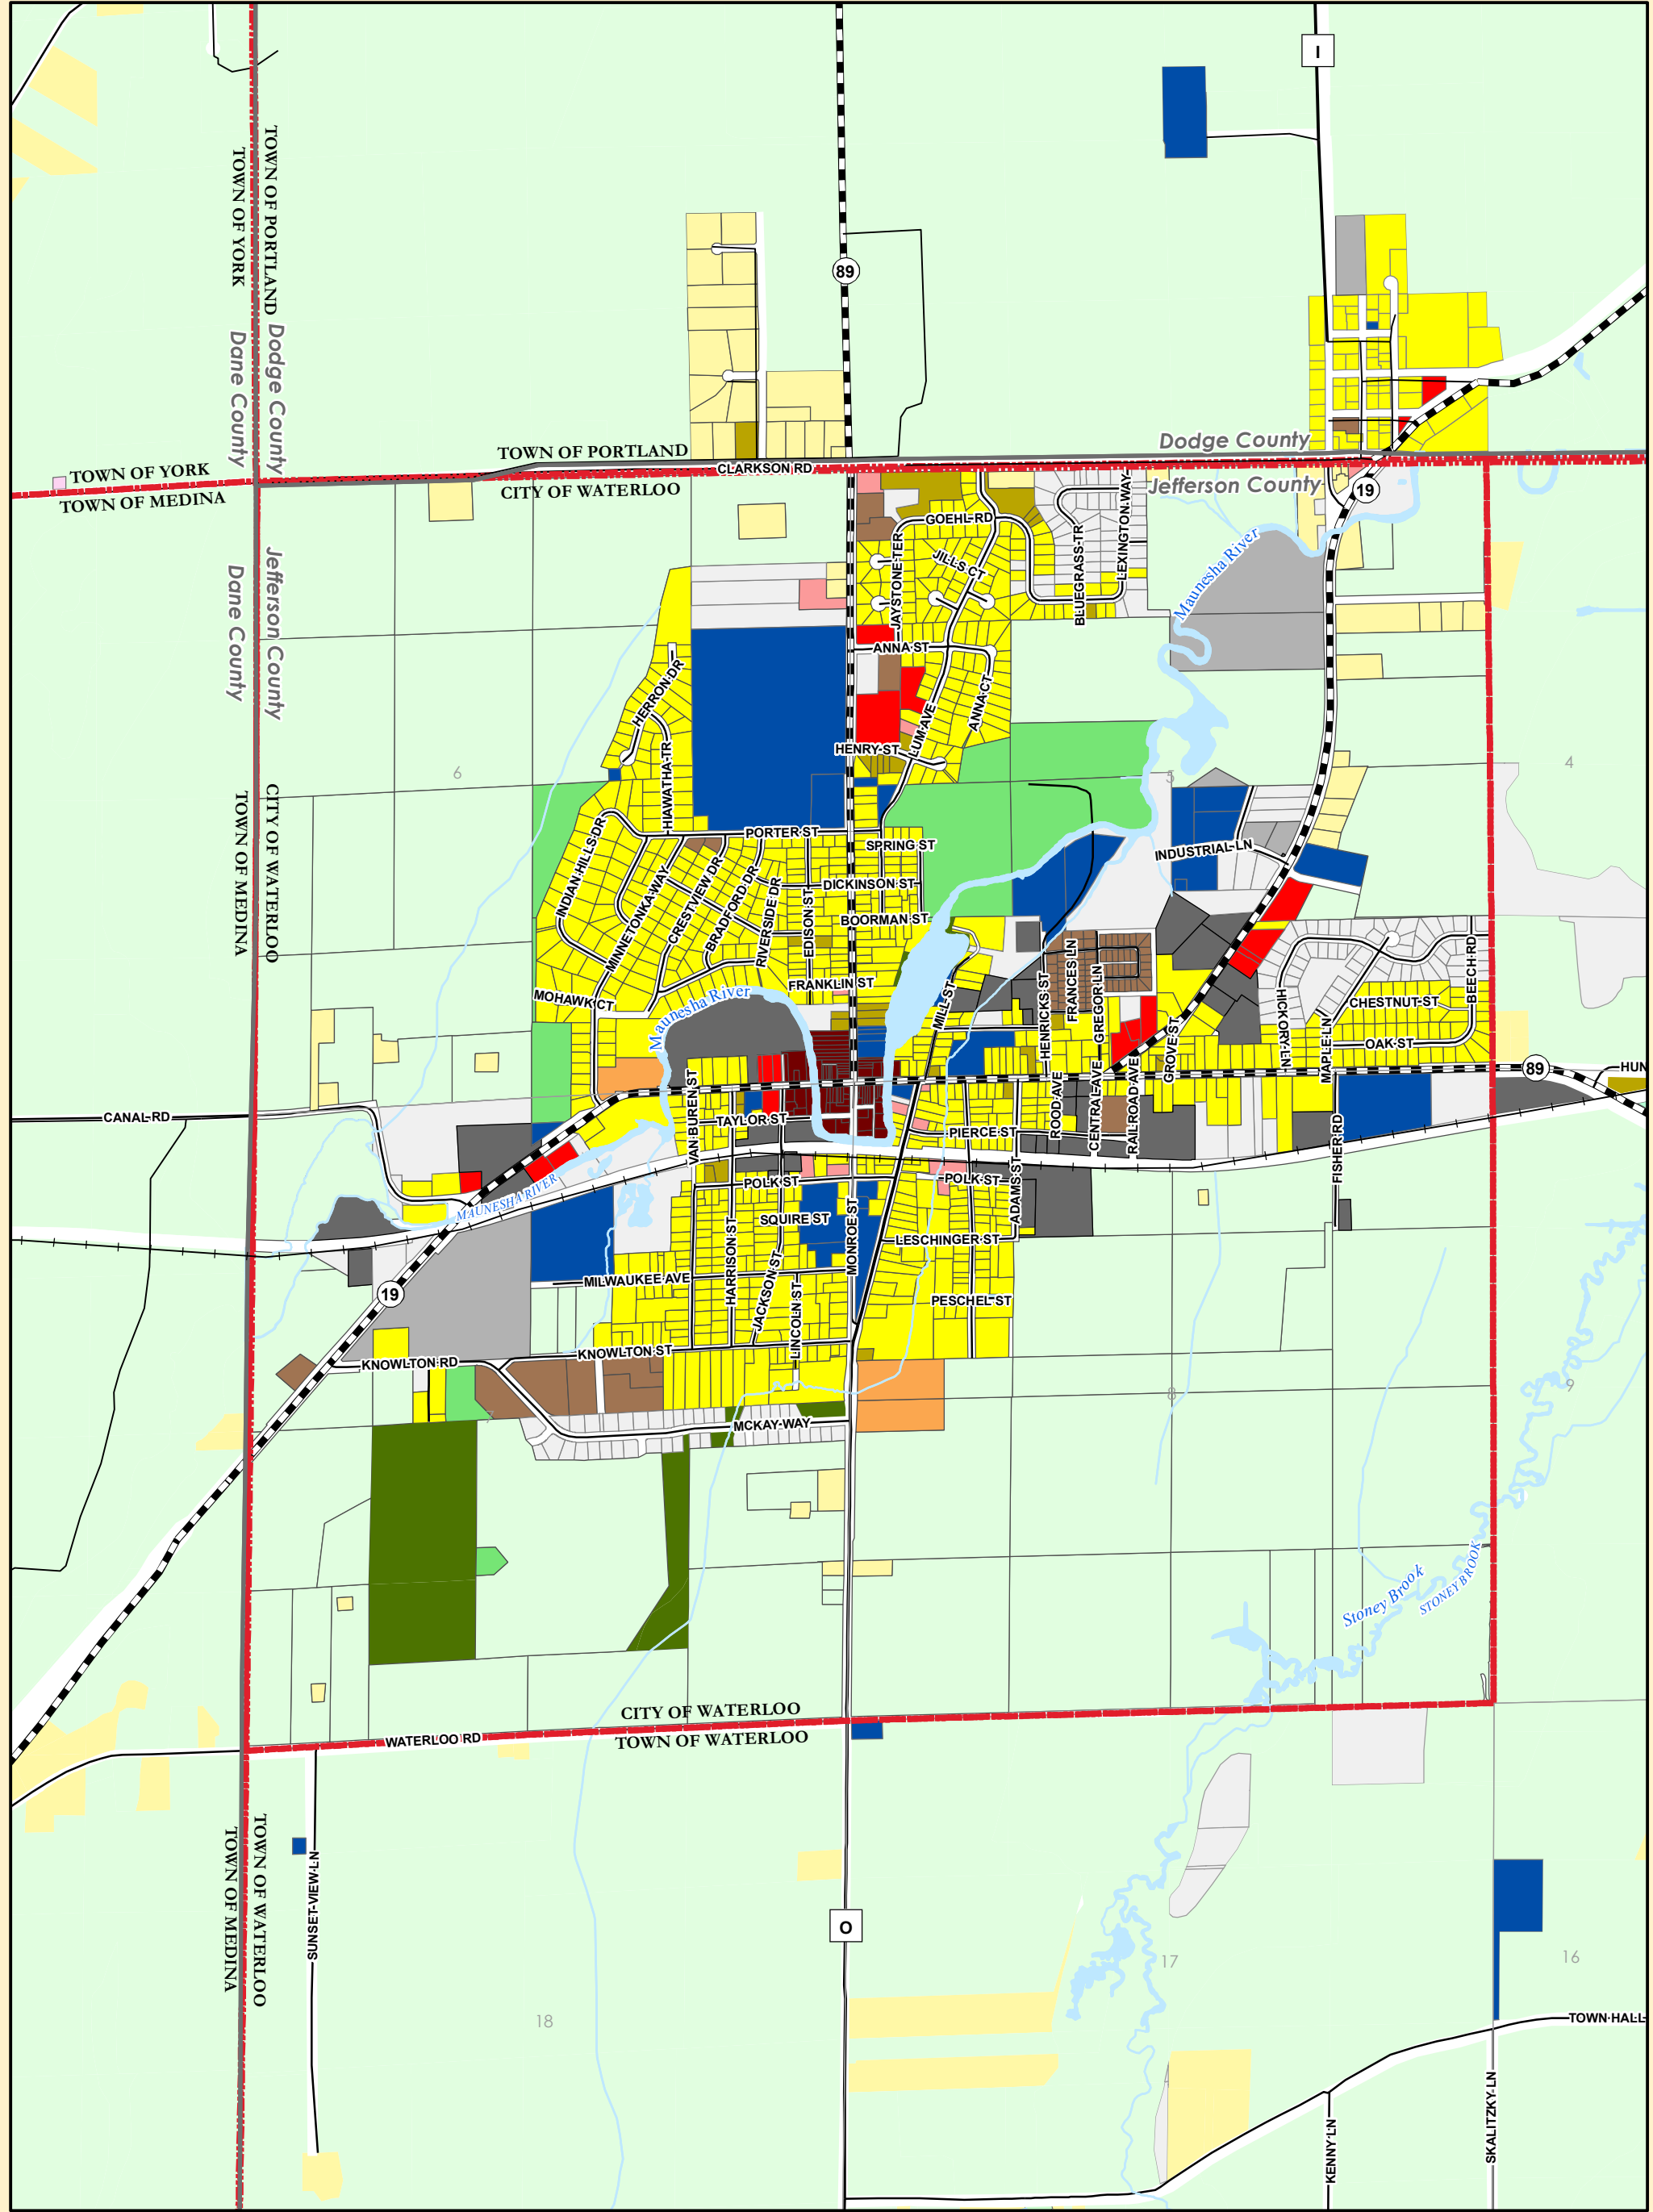 I
TOWN OF PORTLAND
TOWN OF YORK
89
Dodge County
Dane County
TOWN OF PORTLAND
Dodge County
TOWN OF YORK
CLARKSON RD
TOWN OF MEDINA
CITY OF WATERLOO
Jefferson County
19
GOEHL RD
BLUEGRASS TR
LEXINGTON WAY
JAYSTONE TER
JILLS CT
Maunesha River
Jefferson County
Dane County
ANNA ST
HERRON DR
ANNA CT
LUM AVE
HENRY ST
HIAWATHA TR
6
5
4
CITY OF WATERLOO
TOWN OF MEDINA
PORTER ST
SPRING ST
INDUSTRIAL LN
INDIAN HILLS DR
MINNETONKA WAY
CRESTVIEW DR
BRADFORD DR
RIVERSIDE DR
EDISON ST
DICKINSON ST
BOORMAN ST
FRANKLIN ST
MOHAWK CT
Maunesha River
MILL ST
HENRICKS ST
FRANCES LN
GREGOR LN
GROVE ST
HICKORY LN
MAPLE LN
CHESTNUT ST
OAK ST
BEECH RD
89
HUN
CANAL RD
VAN BUREN ST
TAYLOR ST
PIERCE ST
ROOD AVE
CENTRAL AVE
RAILROAD AVE
FISHER RD
POLK ST
POLK ST
ADAMS ST
MAUNESHA RIVER
SQUIRE ST
MONROE ST
LESCHINGER ST
HARRISON ST
JACKSON ST
LINCOLN ST
MILWAUKEE AVE
PESCHEL ST
19
KNOWLTON RD
KNOWLTON ST
7
8
9
MCKAY WAY
Stoney Brook
STONEY BROOK
CITY OF WATERLOO
WATERLOO RD
TOWN OF WATERLOO
TOWN OF WATERLOO
TOWN OF MEDINA
SUNSET VIEW LN
O
17
16
18
TOWN HALL
SKALITZKY LN
KENNY LN